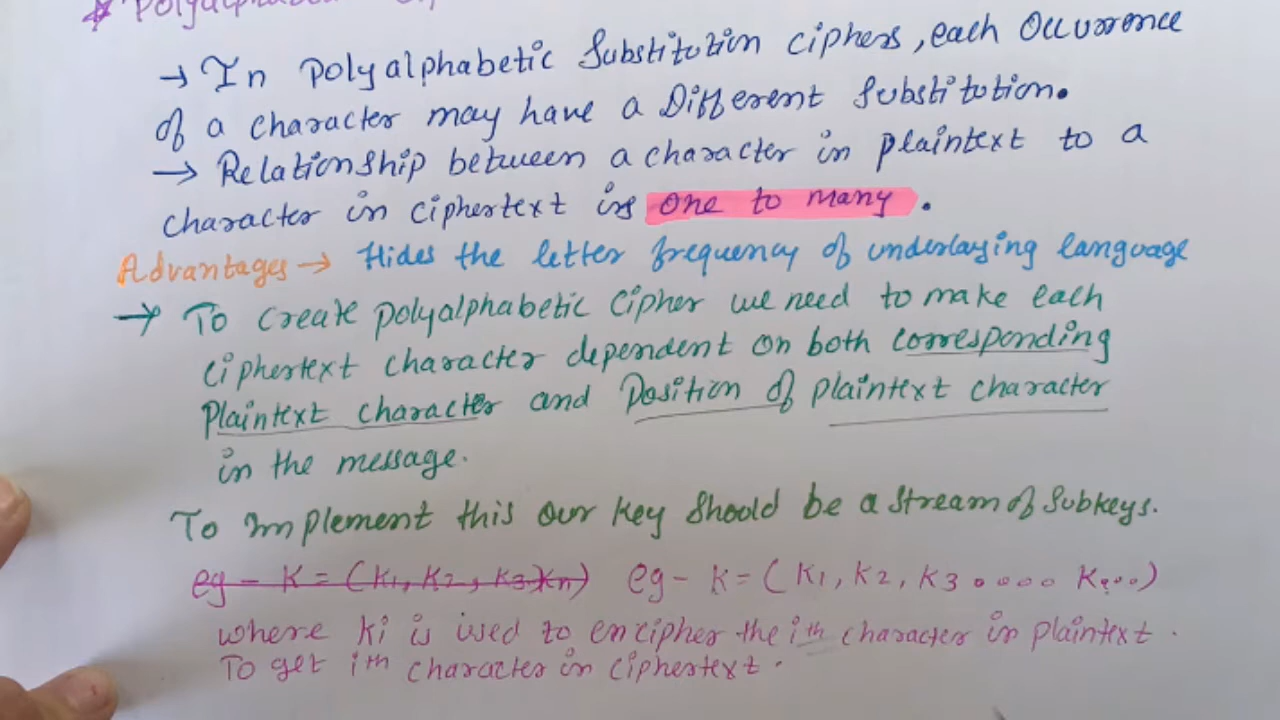 → In Polyalphabetic Substitution ciphers, each Occurrence
of a character may have a Different Substitution.
→ Relationship between a character in plaintext to a
character in ciphertext is one to many.
Advantages → Hides the letter frequency of underlaying language
→ To create polyalphabetic Cipher we need to make each
ciphertext character dependent on both corresponding
Plaintext character and Position of plaintext character
in the message.
To Implement this our key should be a stream of Subkeys.
eg - K = (K1, K2, K3 Kn) eg - K = (K1, K2, K3 .... Ki...)
where Ki is used to encipher the ith character in plaintext.
To get ith character in ciphertext.